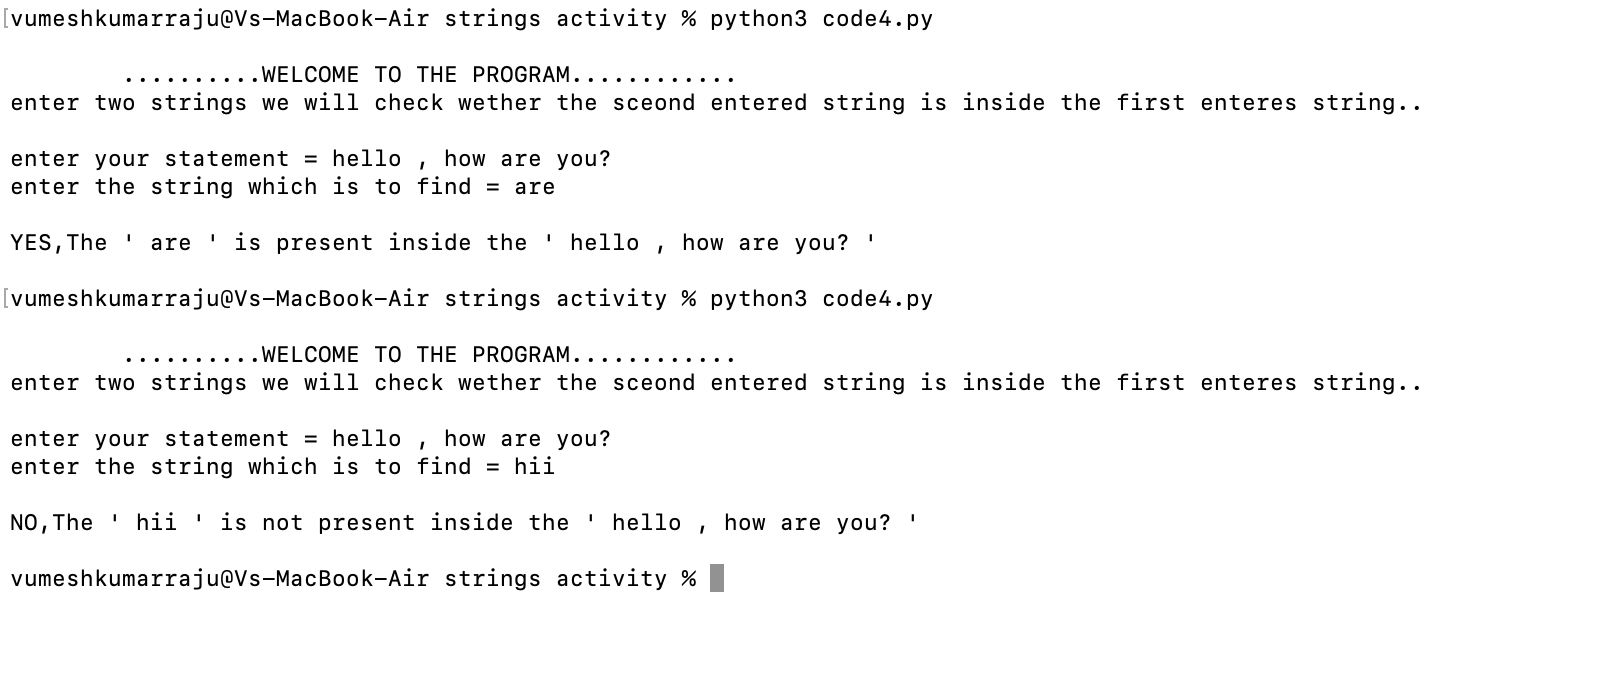 [vumeshkumarraju@Vs-MacBook-Air strings activity % python3 code4.py
..........WELCOME TO THE PROGRAM............
enter two strings we will check wether the sceond entered string is inside the first enteres string..
enter your statement = hello , how are you?
enter the string which is to find = are
YES,The ' are ' is present inside the ' hello , how are you? '
[vumeshkumarraju@Vs-MacBook-Air strings activity % python3 code4.py
..........WELCOME TO THE PROGRAM............
enter two strings we will check wether the sceond entered string is inside the first enteres string..
enter your statement = hello , how are you?
enter the string which is to find = hii
NO,The ' hii ' is not present inside the ' hello , how are you? '
vumeshkumarraju@Vs-MacBook-Air strings activity %